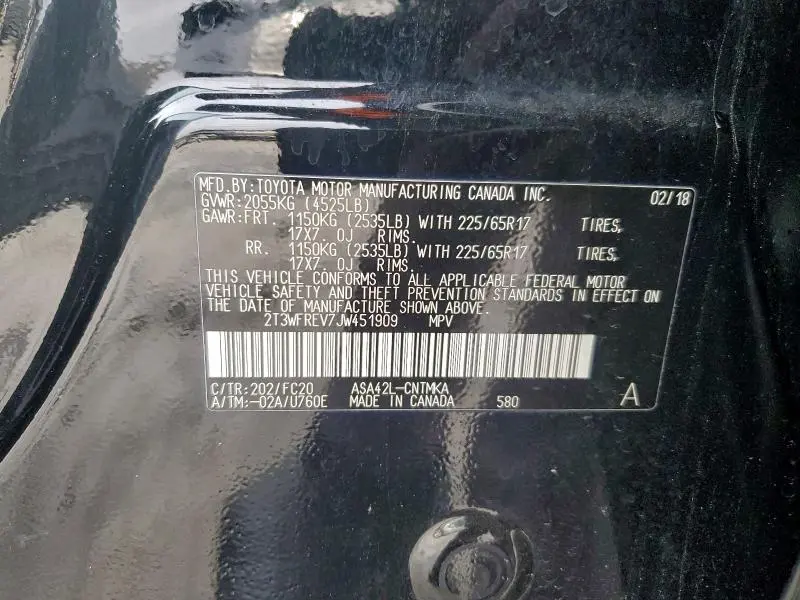 MFD.BY:TOYOTA MOTOR MANUFACTURING CANADA INC. 02/18
GVWR:2055KG (4525LB)
GAWR:FRT. 1150KG (2535LB) WITH 225/65R17 TIRES,
17X7. 0J RIMS.
RR. 1150KG (2535LB) WITH 225/65R17 TIRES,
17X7. 0J RIMS.
THIS VEHICLE CONFORMS TO ALL APPLICABLE FEDERAL MOTOR
VEHICLE SAFETY AND THEFT PREVENTION STANDARDS IN EFFECT ON
THE DATE OF MANUFACTURE SHOWN ABOVE.
2T3WFREV7JW451909 MPV
C/TR:202/FC20 ASA42L-CNTMKA
A/TM:-02A/U760E MADE IN CANADA 580 A